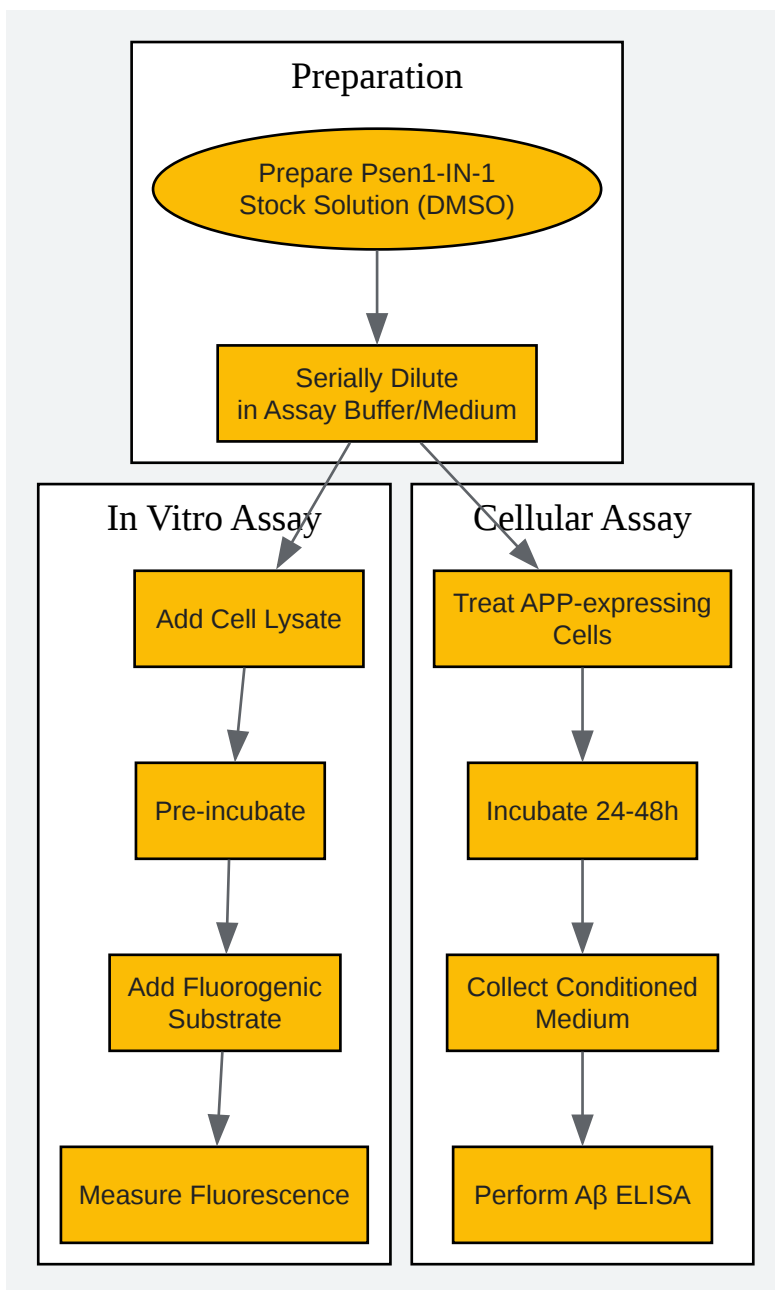 Preparation
Prepare Psen1-IN-1
Stock Solution (DMSO)
Serially Dilute
in Assay Buffer/Medium
In Vitro Assay
Add Cell Lysate
Pre-incubate
Add Fluorogenic
Substrate
Measure Fluorescence
Cellular Assay
Treat APP-expressing
Cells
Incubate 24-48h
Collect Conditioned
Medium
Perform Aβ ELISA